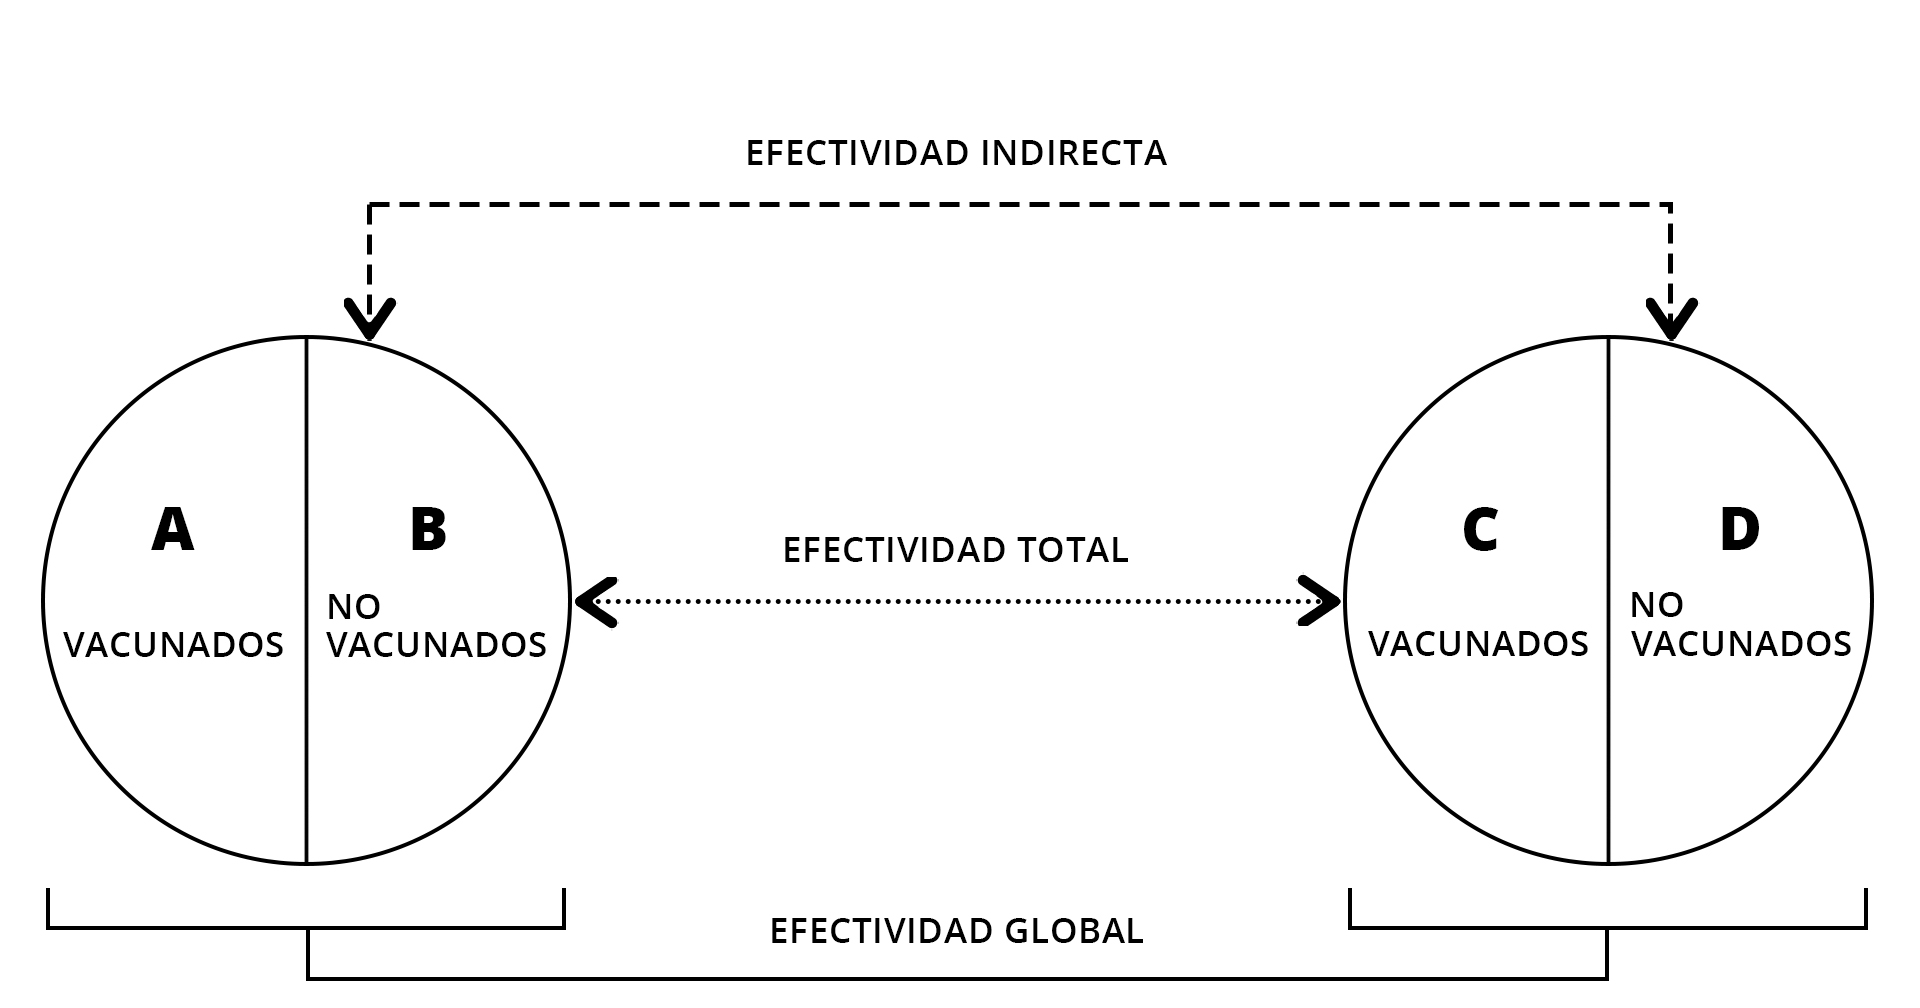 EFECTIVIDAD INDIRECTA
A
B
C
D
EFECTIVIDAD TOTAL
VACUNADOS
NO
VACUNADOS
VACUNADOS
NO
VACUNADOS
EFECTIVIDAD GLOBAL